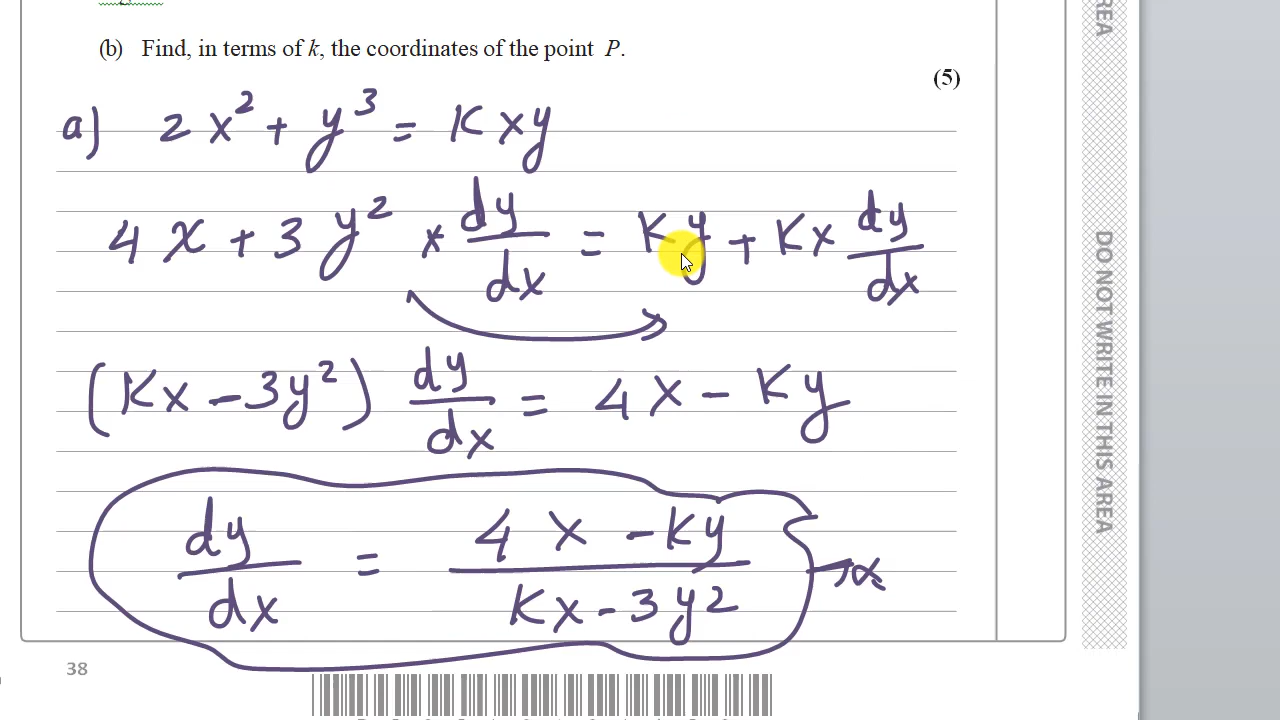 (b) Find, in terms of k, the coordinates of the point P.
(5)
a) 2x² + y³ = Kxy
4x + 3y² × dy/dx = Ky + Kx dy/dx
(Kx - 3y²) dy/dx = 4x - Ky
dy/dx = (4x - Ky)/(Kx - 3y²)
38
REA
DO NOT WRITE IN THIS AREA